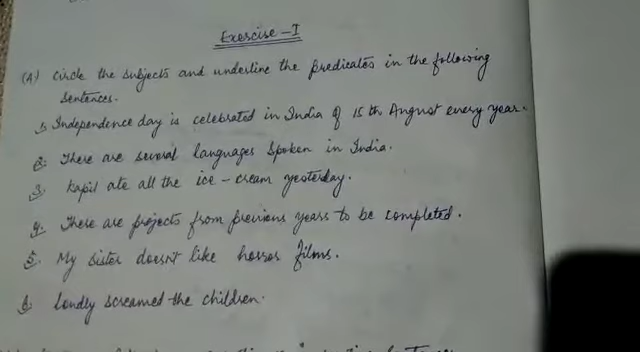 Exercise - I
(A) Circle the subjects and underline the predicates in the following
sentences.
1. Independence day is celebrated in India of 15th August every year.
2. There are several languages spoken in India.
3. Kapil ate all the ice-cream yesterday.
4. There are projects from previous years to be completed.
5. My sister doesn't like horror films.
6. Loudly screamed the children.